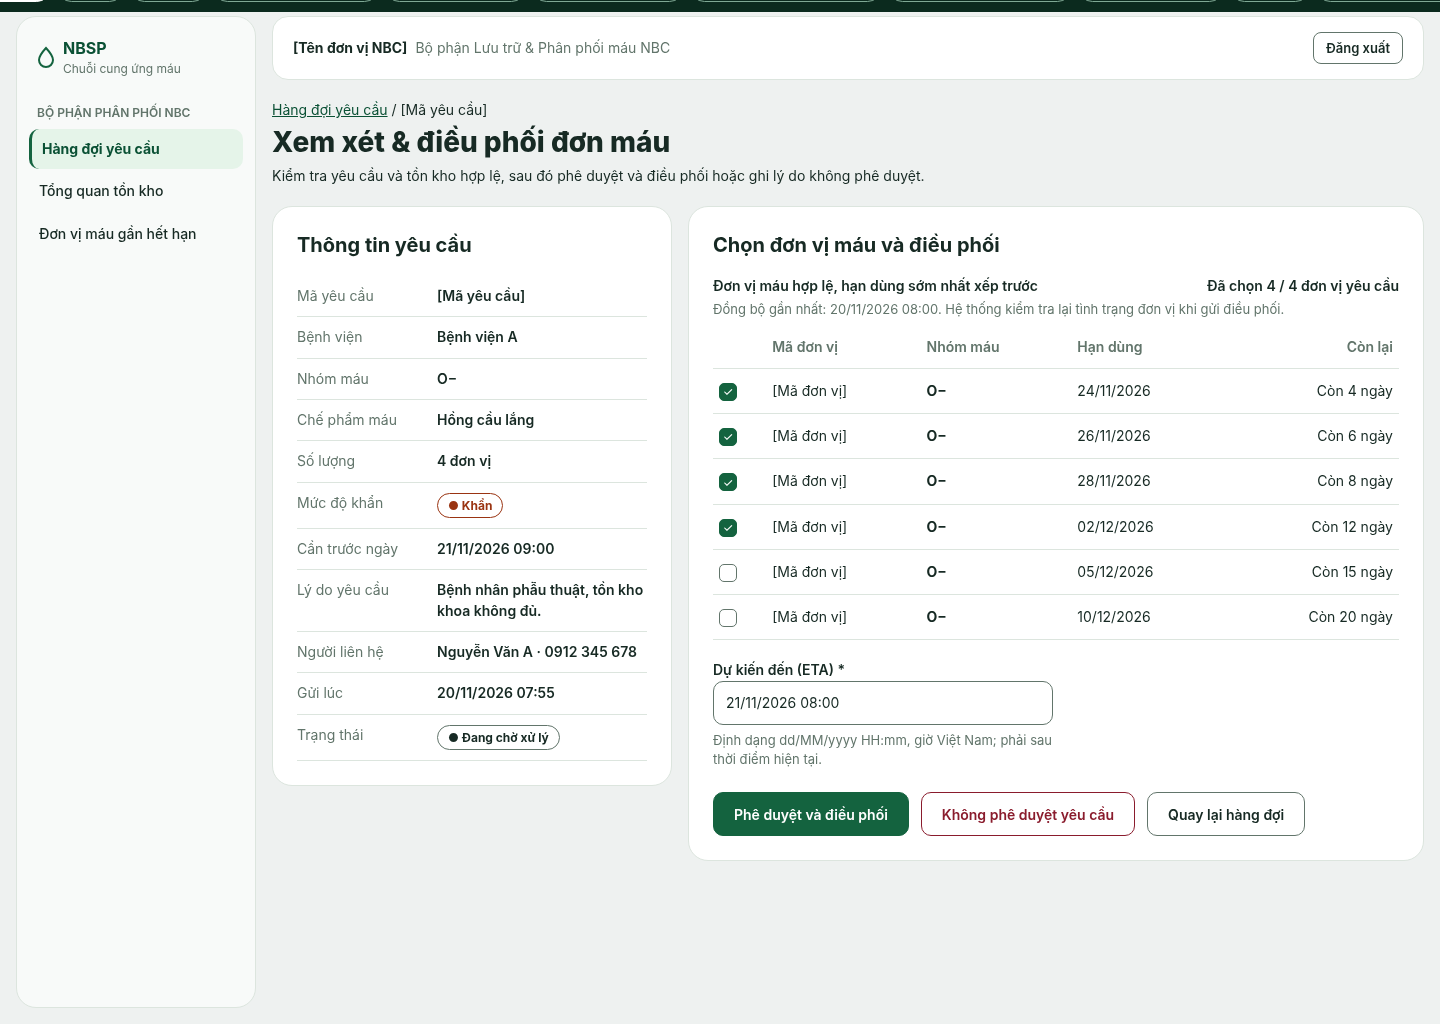 NBSP
Chuỗi cung ứng máu
BỘ PHẬN PHÂN PHỐI NBC
Hàng đợi yêu cầu
Tổng quan tồn kho
Đơn vị máu gần hết hạn
[Tên đơn vị NBC] Bộ phận Lưu trữ & Phân phối máu NBC
Đăng xuất
Hàng đợi yêu cầu / [Mã yêu cầu]
Xem xét & điều phối đơn máu
Kiểm tra yêu cầu và tồn kho hợp lệ, sau đó phê duyệt và điều phối hoặc ghi lý do không phê duyệt.
Thông tin yêu cầu
Mã yêu cầu [Mã yêu cầu]
Bệnh viện Bệnh viện A
Nhóm máu O−
Chế phẩm máu Hồng cầu lắng
Số lượng 4 đơn vị
Mức độ khẩn Khẩn
Cần trước ngày 21/11/2026 09:00
Lý do yêu cầu Bệnh nhân phẫu thuật, tồn kho
khoa không đủ.
Người liên hệ Nguyễn Văn A · 0912 345 678
Gửi lúc 20/11/2026 07:55
Trạng thái Đang chờ xử lý
Chọn đơn vị máu và điều phối
Đơn vị máu hợp lệ, hạn dùng sớm nhất xếp trước Đã chọn 4 / 4 đơn vị yêu cầu
Đồng bộ gần nhất: 20/11/2026 08:00. Hệ thống kiểm tra lại tình trạng đơn vị khi gửi điều phối.
Mã đơn vị Nhóm máu Hạn dùng Còn lại
[Mã đơn vị] O− 24/11/2026 Còn 4 ngày
[Mã đơn vị] O− 26/11/2026 Còn 6 ngày
[Mã đơn vị] O− 28/11/2026 Còn 8 ngày
[Mã đơn vị] O− 02/12/2026 Còn 12 ngày
[Mã đơn vị] O− 05/12/2026 Còn 15 ngày
[Mã đơn vị] O− 10/12/2026 Còn 20 ngày
Dự kiến đến (ETA) *
21/11/2026 08:00
Định dạng dd/MM/yyyy HH:mm, giờ Việt Nam; phải sau
thời điểm hiện tại.
Phê duyệt và điều phối
Không phê duyệt yêu cầu
Quay lại hàng đợi